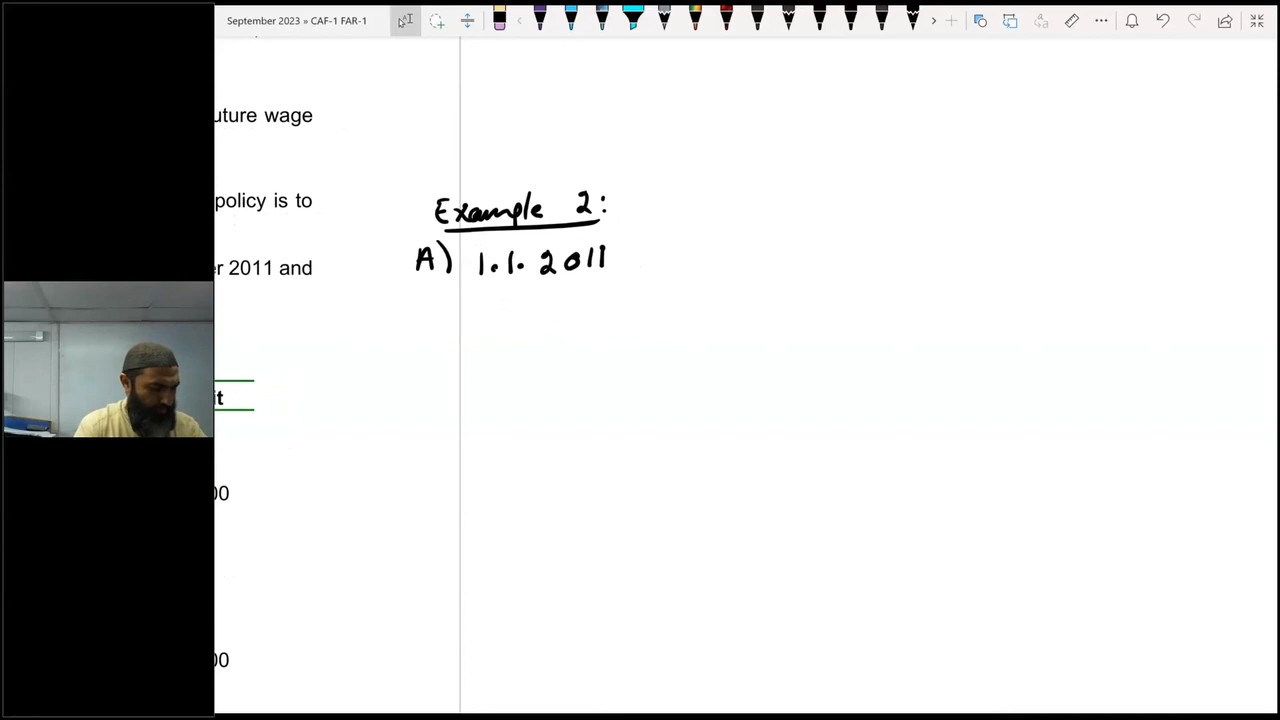 September 2023 » CAF-1 FAR-1
uture wage
policy is to
r 2011 and
it
00
00
Example 2:
A) 1.1.2011